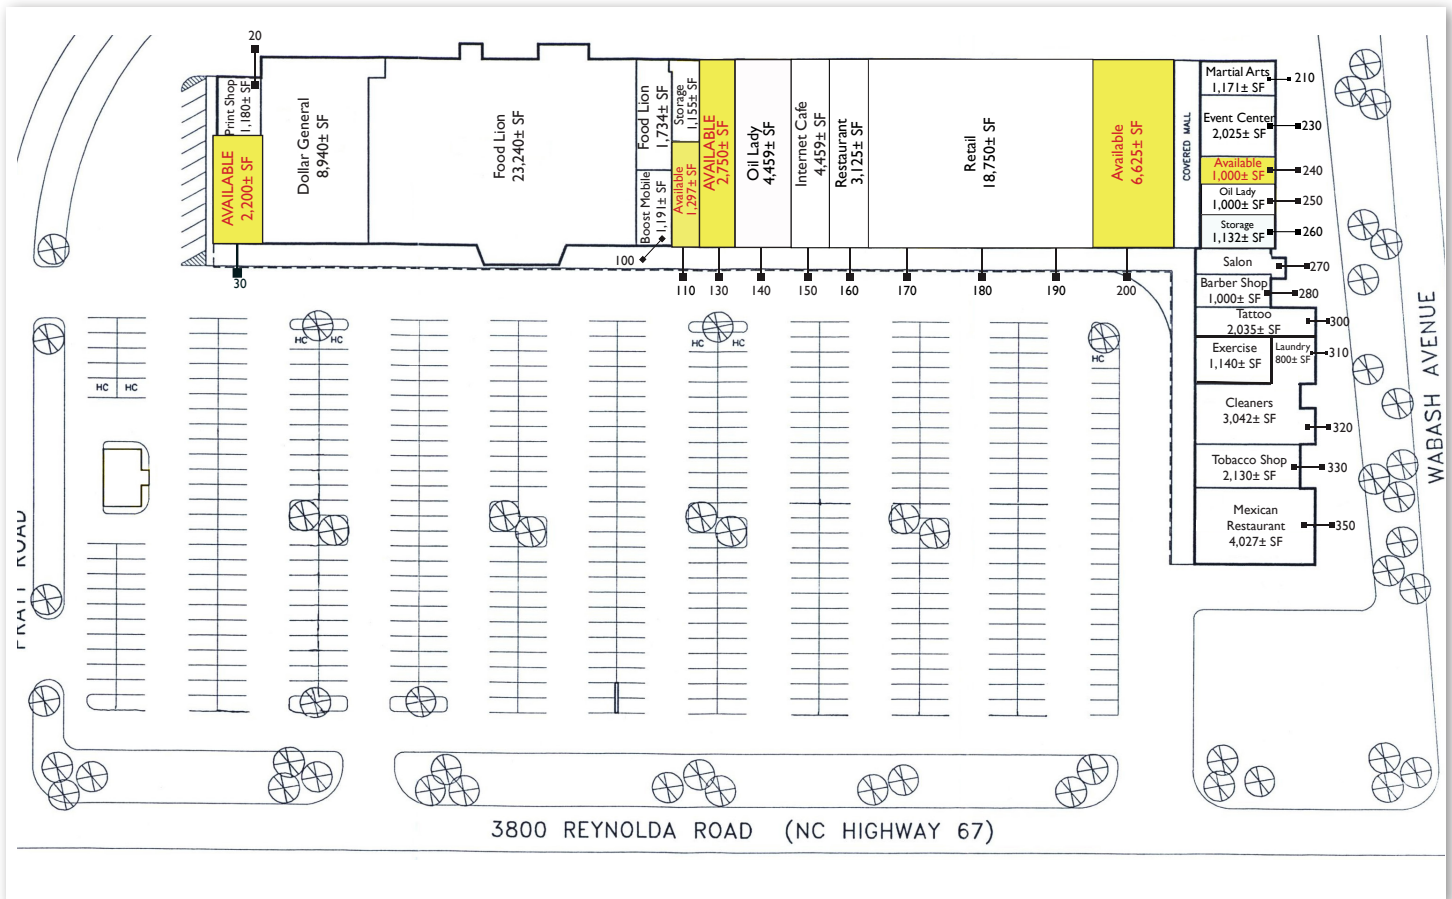 20
Print Shop
1,180± SF
AVAILABLE
2,200± SF
30
Dollar General
8,940± SF
Food Lion
23,240± SF
Food Lion
1,734± SF
Boost Mobile
1,191± SF
100
Storage
1,155± SF
Available
1,297± SF
110
AVAILABLE
2,750± SF
130
Oil Lady
4,459± SF
140
Internet Cafe
4,459± SF
150
Restaurant
3,125± SF
160
Retail
18,750± SF
170
180
190
Available
6,625± SF
200
COVERED MALL
Martial Arts
1,171± SF
210
Event Center
2,025± SF
230
Available
1,000± SF
240
Oil Lady
1,000± SF
250
Storage
1,132± SF
260
Salon
270
Barber Shop
1,000± SF
280
Tattoo
2,035± SF
300
Exercise
1,140± SF
Laundry
800± SF
310
Cleaners
3,042± SF
320
Tobacco Shop
2,130± SF
330
Mexican
Restaurant
4,027± SF
350
HC HC
HC HC
HC HC
HC
PRATT ROAD
WABASH AVENUE
3800 REYNOLDA ROAD (NC HIGHWAY 67)